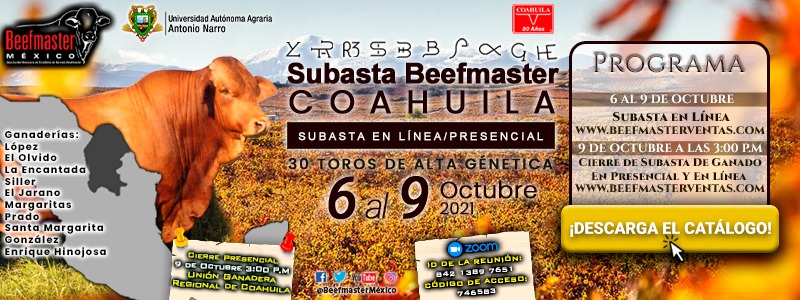 Beefmaster
MÉXICO
Universidad Autónoma Agraria
Antonio Narro
COAHUILA
80 Años
Subasta Beefmaster
COAHUILA
SUBASTA EN LÍNEA/PRESENCIAL
30 TOROS DE ALTA GENÉTICA
6 al 9 Octubre
2021
Ganaderías:
López
El Olvido
La Encantada
Siller
El Jarano
Margaritas
Prado
Santa Margarita
González
Enrique Hinojosa
Cierre presencial
9 de Octubre 3:00 P.M
Unión Ganadera
Regional de Coahuila
You Tube
@BeefmasterMéxico
zoom
ID de la reunión:
842 1389 7651
Código de acceso:
746583
PROGRAMA
6 AL 9 DE OCTUBRE
SUBASTA EN LÍNEA
WWW.BEEFMASTERVENTAS.COM
9 DE OCTUBRE A LAS 3:00 P.M
CIERRE DE SUBASTA DE GANADO
EN PRESENCIAL Y EN LÍNEA
WWW.BEEFMASTERVENTAS.COM
¡DESCARGA EL CATÁLOGO!